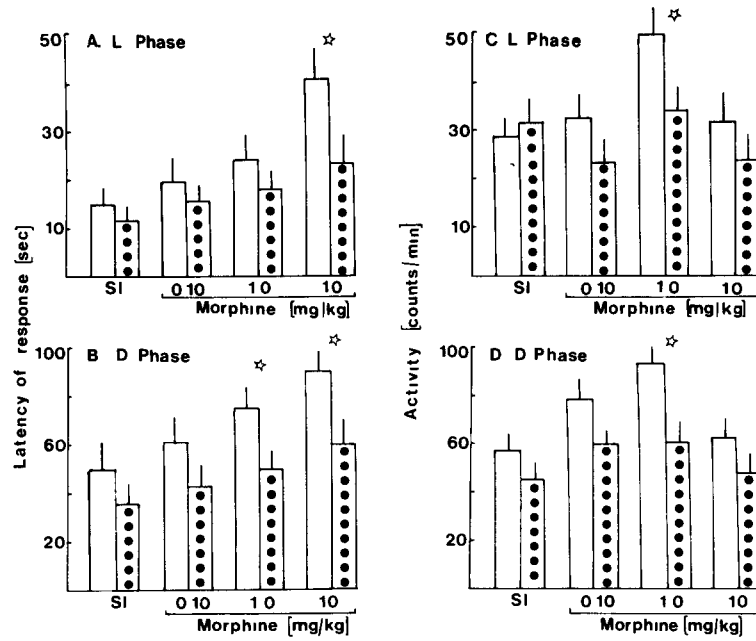 A. L Phase
50
30
10
SI
0 10
1 0
10
Morphine [mg/kg]
C L Phase
50
30
10
SI
0 10
1 0
10
Morphine [mg/kg]
Latency of response [sec]
B D Phase
100
60
20
SI
0 10
1 0
10
Morphine [mg/kg]
Activity [counts/min]
D D Phase
100
60
20
SI
0 10
1 0
10
Morphine [mg/kg]